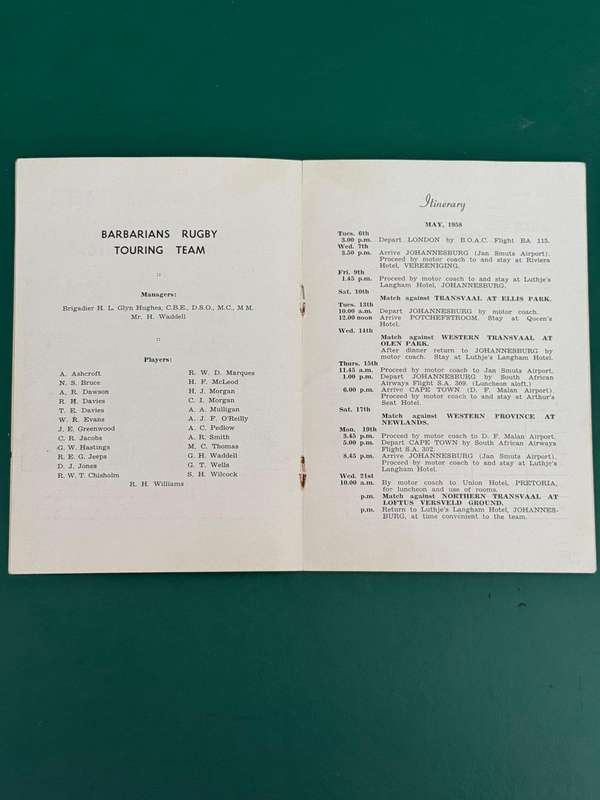 BARBARIANS RUGBY
TOURING TEAM
::
Managers:
Brigadier H. L. Glyn Hughes, C.B.E., D.S.O., M.C., M M.
Mr. H. Waddell
::
Players:
A. Ashcroft
N. S. Bruce
A. R. Dawson
R. H. Davies
T. R. Davies
W. R. Evans
J. E. Greenwood
C. R. Jacobs
G. W. Hastings
R. E. G. Jeeps
D. J. Jones
R. W. T. Chisholm
R. W. D. Marques
H. F. McLeod
H. J. Morgan
C. I. Morgan
A. A. Mulligan
A. J. F. O'Reilly
A. C. Pedlow
A. R. Smith
M. C. Thomas
G. H. Waddell
G. T. Wells
S. H. Wilcock
R. H. Williams
Itinerary
MAY, 1958
Tues. 6th
3.00 p.m. Depart LONDON by B.O.A.C. Flight BA 115.
Wed. 7th
2.50 p.m. Arrive JOHANNESBURG (Jan Smuts Airport).
Proceed by motor coach to and stay at Riviera
Hotel, VEREENIGING.
Fri. 9th
1.45 p.m. Proceed by motor coach to and stay at Luthje's
Langham Hotel, JOHANNESBURG.
Sat. 10th
Match against TRANSVAAL AT ELLIS PARK.
Tues. 13th
10.00 a.m. Depart JOHANNESBURG by motor coach.
12.00 noon Arrive POTCHEFSTROOM. Stay at Queen's
Hotel.
Wed. 14th
Match against WESTERN TRANSVAAL AT
OLEN PARK.
After dinner return to JOHANNESBURG by
motor coach. Stay at Luthje's Langham Hotel.
Thurs. 15th
11.45 a.m. Proceed by motor coach to Jan Smuts Airport.
1.00 p.m. Depart JOHANNESBURG by South African
Airways Flight S.A. 309. (Luncheon aloft.)
6.00 p.m. Arrive CAPE TOWN (D. F. Malan Airport).
Proceed by motor coach to and stay at Arthur's
Seat Hotel.
Sat. 17th
Match against WESTERN PROVINCE AT
NEWLANDS.
Mon. 19th
3.45 p.m. Proceed by motor coach to D. F. Malan Airport.
5.00 p.m. Depart CAPE TOWN by South African Airways
Flight S.A. 302.
8.45 p.m. Arrive JOHANNESBURG (Jan Smuts Airport).
Proceed by motor coach to and stay at Luthje's
Langham Hotel.
Wed. 21st
10.00 a.m. By motor coach to Union Hotel, PRETORIA,
for luncheon and use of rooms.
p.m. Match against NORTHERN TRANSVAAL AT
LOFTUS VERSVELD GROUND.
p.m. Return to Luthje's Langham Hotel, JOHANNES-
BURG, at time convenient to the team.